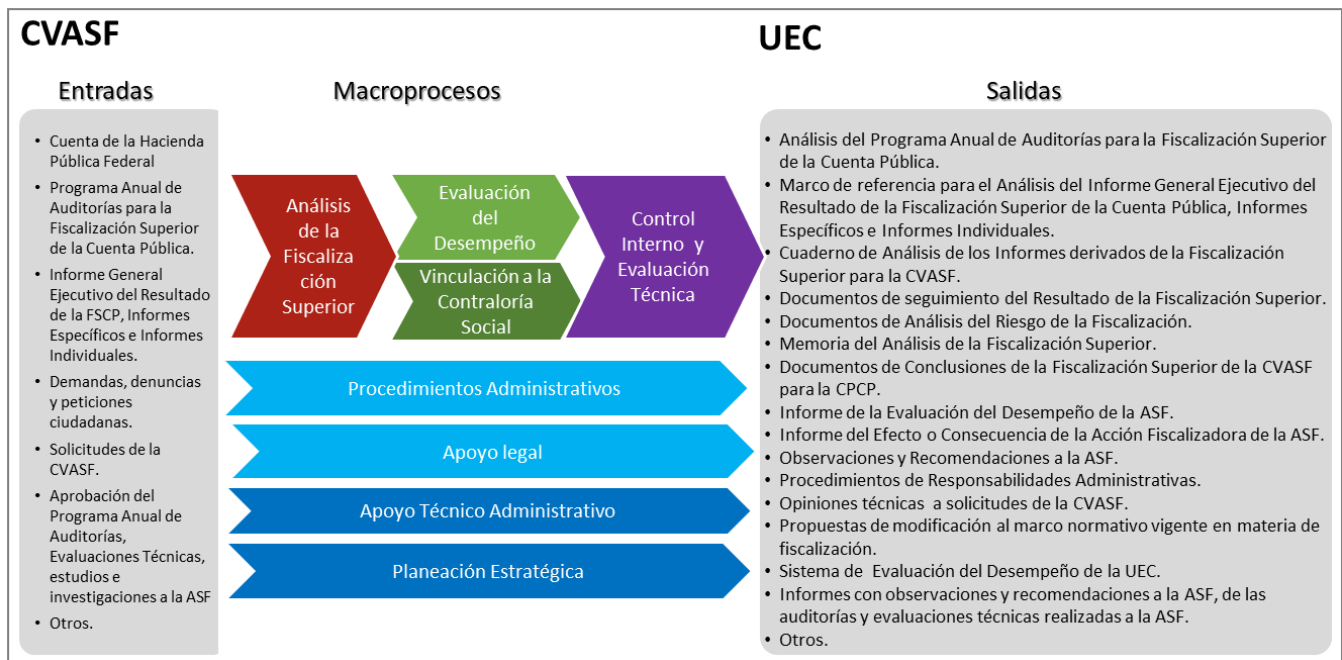 CVASF
UEC
Entradas
Macroprocesos
Salidas
• Cuenta de la Hacienda
Pública Federal
• Programa Anual de
Auditorías para la
Fiscalización Superior
de la Cuenta Pública.
• Informe General
Ejecutivo del Resultado
de la FSCP, Informes
Específicos e Informes
Individuales.
• Demandas, denuncias
y peticiones
ciudadanas.
• Solicitudes de la
CVASF.
• Aprobación del
Programa Anual de
Auditorías,
Evaluaciones Técnicas,
estudios e
investigaciones a la ASF
• Otros.
Análisis
de la
Fiscaliza
ción
Superior
Evaluación
del
Desempeño
Vinculación a la
Contraloría
Social
Control
Interno y
Evaluación
Técnica
Procedimientos Administrativos
Apoyo legal
Apoyo Técnico Administrativo
Planeación Estratégica
• Análisis del Programa Anual de Auditorías para la Fiscalización Superior
de la Cuenta Pública.
• Marco de referencia para el Análisis del Informe General Ejecutivo del
Resultado de la Fiscalización Superior de la Cuenta Pública, Informes
Específicos e Informes Individuales.
• Cuaderno de Análisis de los Informes derivados de la Fiscalización
Superior para la CVASF.
• Documentos de seguimiento del Resultado de la Fiscalización Superior.
• Documentos de Análisis del Riesgo de la Fiscalización.
• Memoria del Análisis de la Fiscalización Superior.
• Documentos de Conclusiones de la Fiscalización Superior de la CVASF
para la CPCP.
• Informe de la Evaluación del Desempeño de la ASF.
• Informe del Efecto o Consecuencia de la Acción Fiscalizadora de la ASF.
• Observaciones y Recomendaciones a la ASF.
• Procedimientos de Responsabilidades Administrativas.
• Opiniones técnicas a solicitudes de la CVASF.
• Propuestas de modificación al marco normativo vigente en materia de
fiscalización.
• Sistema de Evaluación del Desempeño de la UEC.
• Informes con observaciones y recomendaciones a la ASF, de las
auditorías y evaluaciones técnicas realizadas a la ASF.
• Otros.